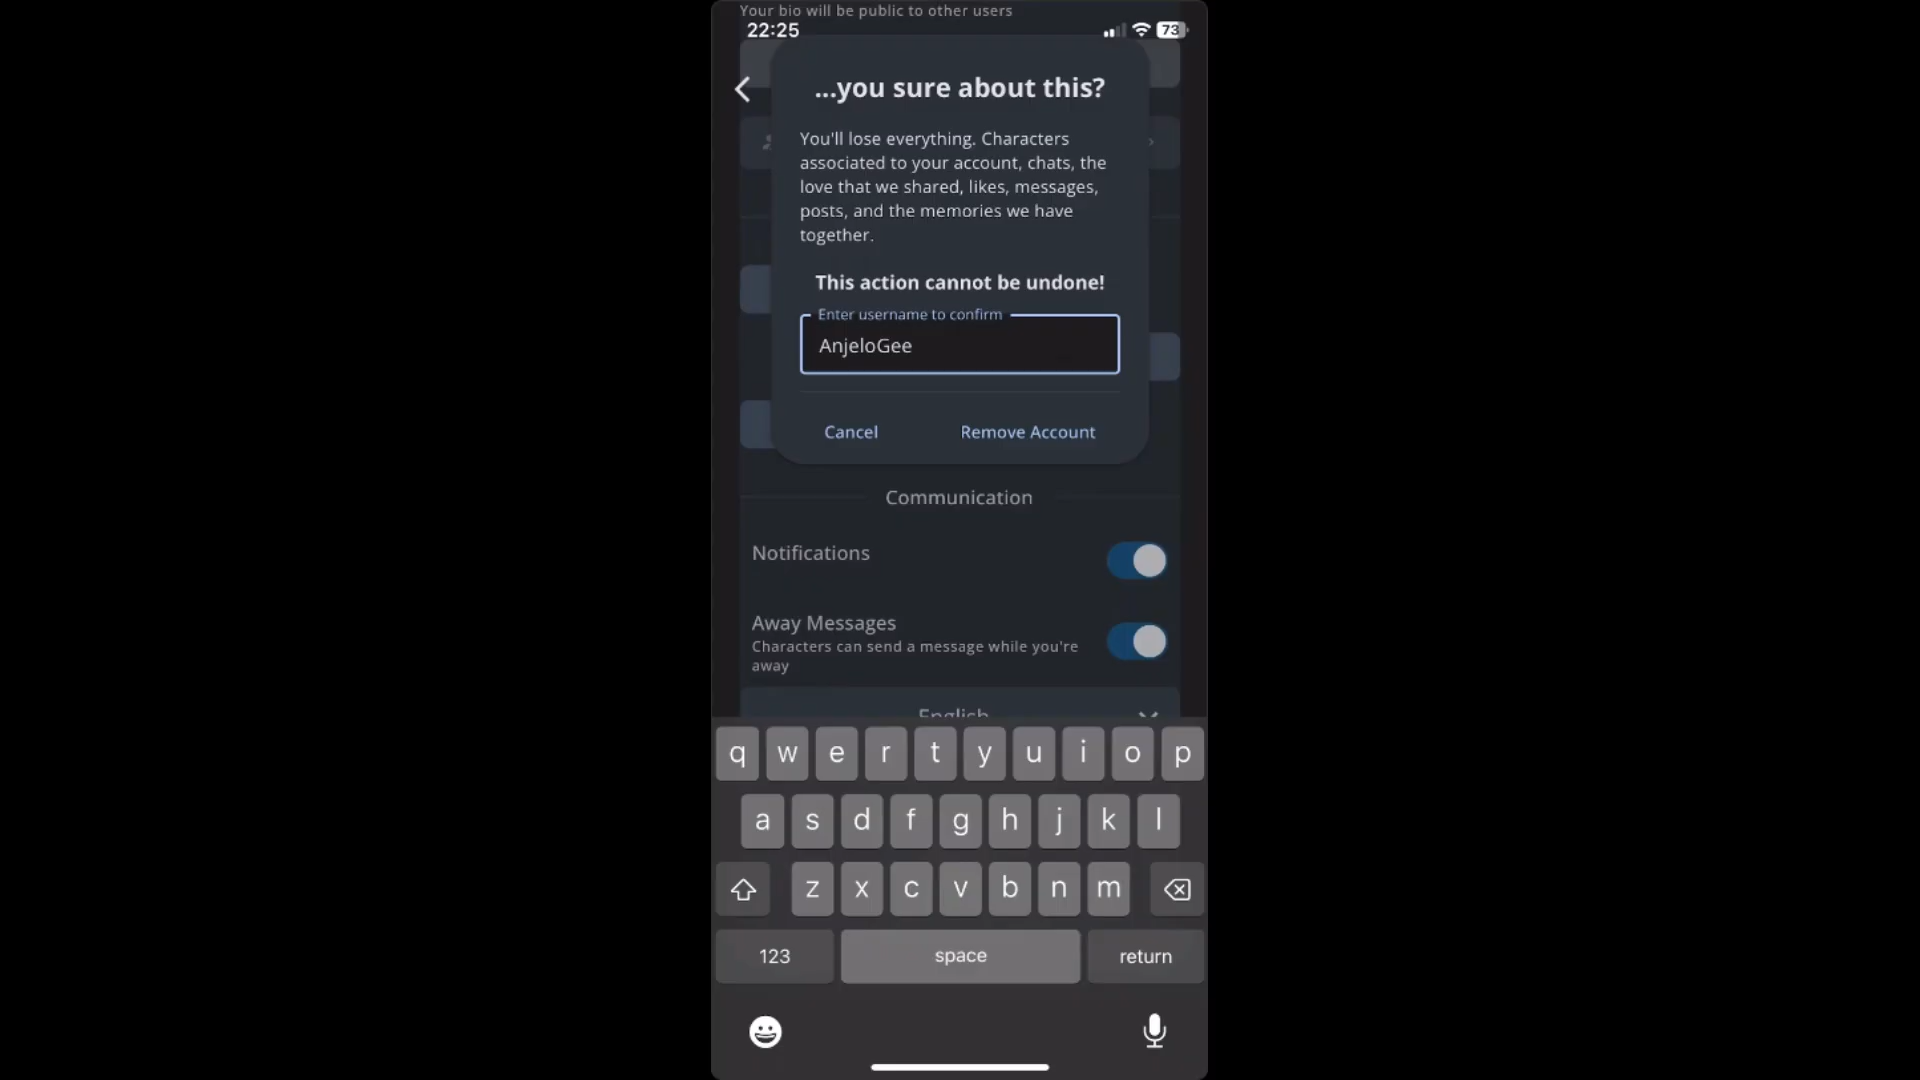 Your bio will be public to other users
22:25
73
...you sure about this?
You'll lose everything. Characters
associated to your account, chats, the
love that we shared, likes, messages,
posts, and the memories we have
together.
This action cannot be undone!
Enter username to confirm
AnjeloGee
Cancel
Remove Account
Communication
Notifications
Away Messages
Characters can send a message while you're
away
English
q w e r t y u i o p
a s d f g h j k l
z x c v b n m
123 space return